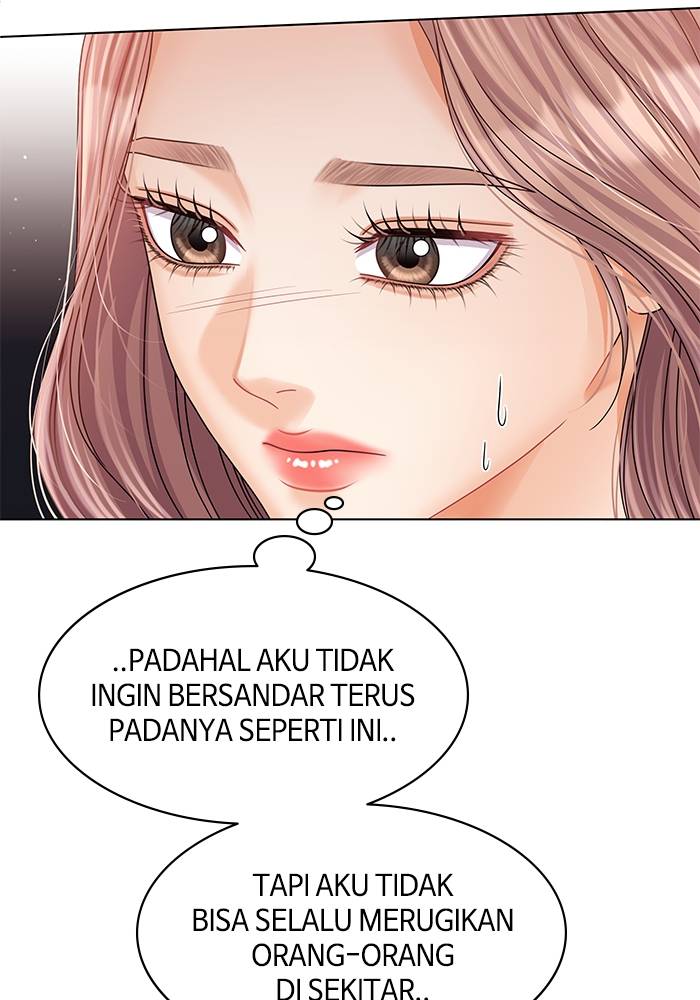 ..PADAHAL AKU TIDAK
INGIN BERSANDAR TERUS
PADANYA SEPERTI INI..
TAPI AKU TIDAK
BISA SELALU MERUGIKAN
ORANG-ORANG
DI SEKITAR..